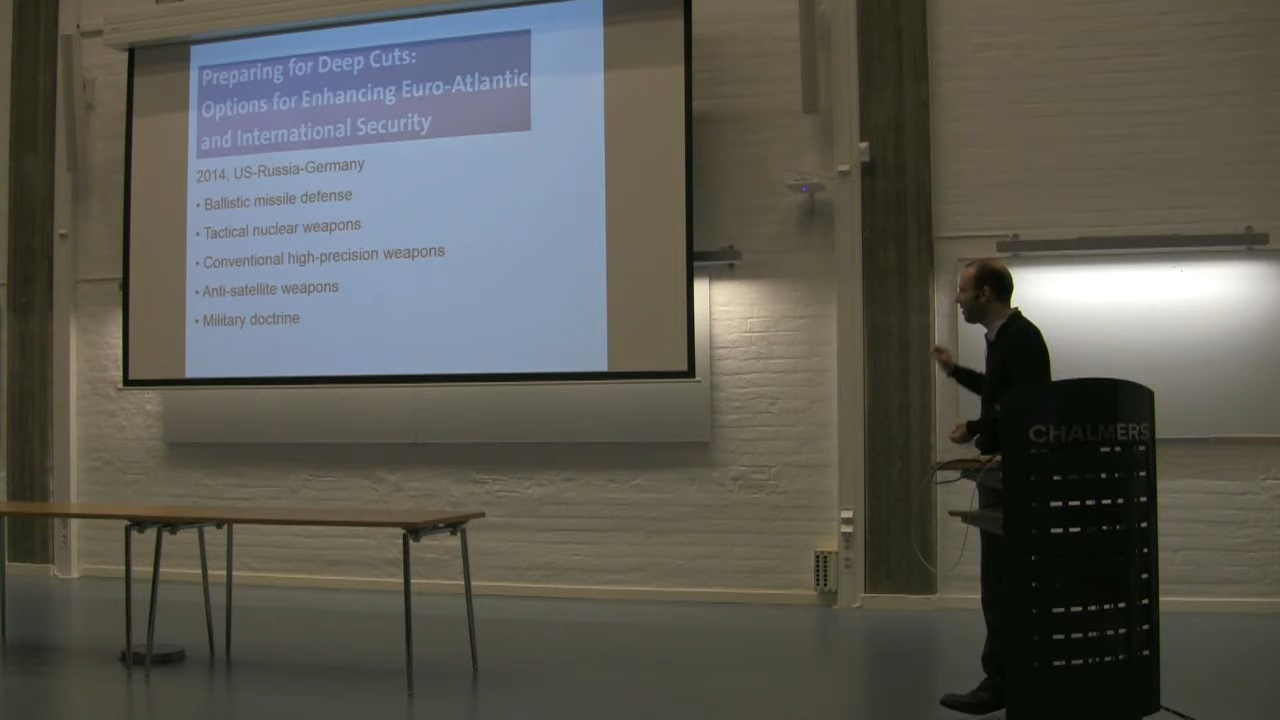 Preparing for Deep Cuts:
Options for Enhancing Euro-Atlantic
and International Security
2014, US-Russia-Germany
• Ballistic missile defense
• Tactical nuclear weapons
• Conventional high-precision weapons
• Anti-satellite weapons
• Military doctrine
CHALMERS